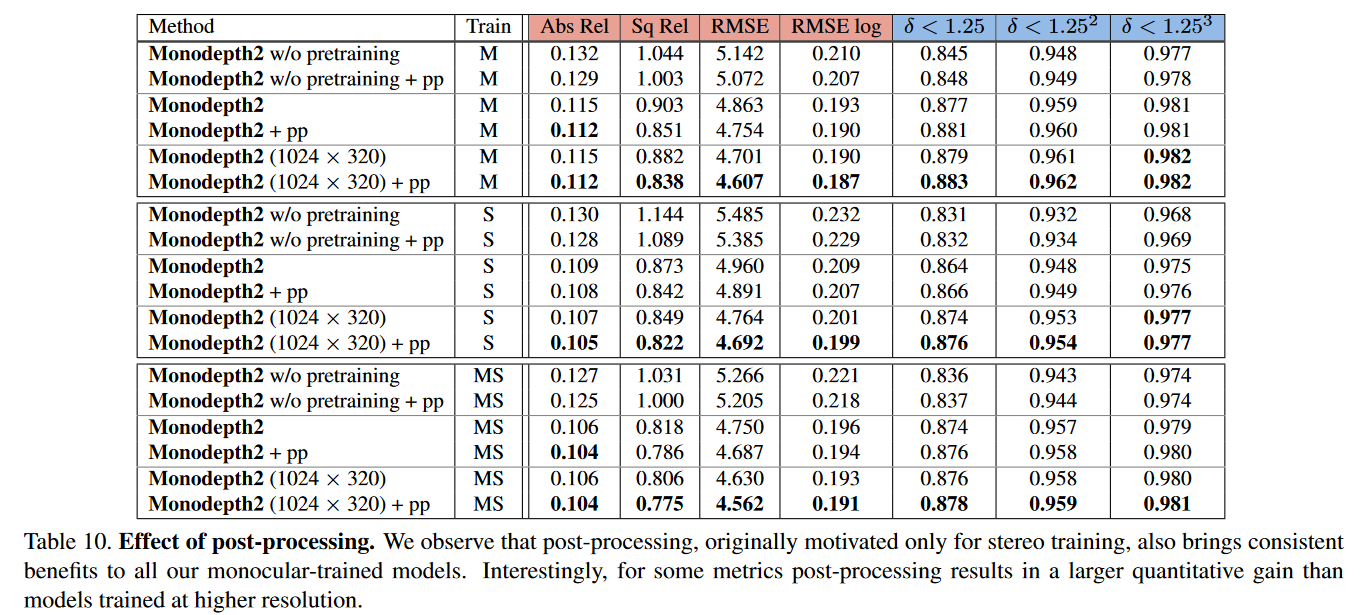 Method Train Abs Rel Sq Rel RMSE RMSE log δ < 1.25 δ < 1.25² δ < 1.25³
Monodepth2 w/o pretraining M 0.132 1.044 5.142 0.210 0.845 0.948 0.977
Monodepth2 w/o pretraining + pp M 0.129 1.003 5.072 0.207 0.848 0.949 0.978
Monodepth2 M 0.115 0.903 4.863 0.193 0.877 0.959 0.981
Monodepth2 + pp M 0.112 0.851 4.754 0.190 0.881 0.960 0.981
Monodepth2 (1024 × 320) M 0.115 0.882 4.701 0.190 0.879 0.961 0.982
Monodepth2 (1024 × 320) + pp M 0.112 0.838 4.607 0.187 0.883 0.962 0.982
Monodepth2 w/o pretraining S 0.130 1.144 5.485 0.232 0.831 0.932 0.968
Monodepth2 w/o pretraining + pp S 0.128 1.089 5.385 0.229 0.832 0.934 0.969
Monodepth2 S 0.109 0.873 4.960 0.209 0.864 0.948 0.975
Monodepth2 + pp S 0.108 0.842 4.891 0.207 0.866 0.949 0.976
Monodepth2 (1024 × 320) S 0.107 0.849 4.764 0.201 0.874 0.953 0.977
Monodepth2 (1024 × 320) + pp S 0.105 0.822 4.692 0.199 0.876 0.954 0.977
Monodepth2 w/o pretraining MS 0.127 1.031 5.266 0.221 0.836 0.943 0.974
Monodepth2 w/o pretraining + pp MS 0.125 1.000 5.205 0.218 0.837 0.944 0.974
Monodepth2 MS 0.106 0.818 4.750 0.196 0.874 0.957 0.979
Monodepth2 + pp MS 0.104 0.786 4.687 0.194 0.876 0.958 0.980
Monodepth2 (1024 × 320) MS 0.106 0.806 4.630 0.193 0.876 0.958 0.980
Monodepth2 (1024 × 320) + pp MS 0.104 0.775 4.562 0.191 0.878 0.959 0.981
Table 10. Effect of post-processing. We observe that post-processing, originally motivated only for stereo training, also brings consistent
benefits to all our monocular-trained models. Interestingly, for some metrics post-processing results in a larger quantitative gain than
models trained at higher resolution.